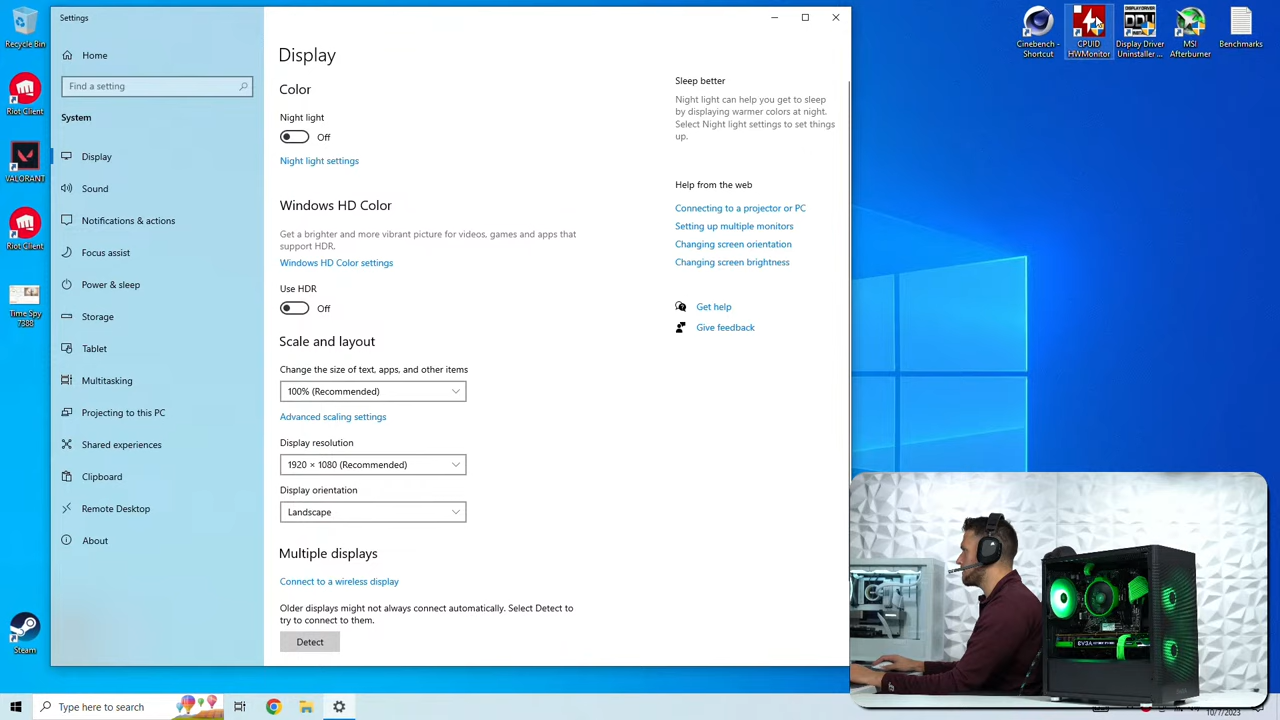 Settings
Home
Find a setting
System
Display
Sound
Notifications & actions
Focus assist
Power & sleep
Storage
Tablet
Multitasking
Projecting to this PC
Shared experiences
Clipboard
Remote Desktop
About
Display
Color
Night light
Off
Night light settings
Windows HD Color
Get a brighter and more vibrant picture for videos, games and apps that
support HDR.
Windows HD Color settings
Use HDR
Off
Scale and layout
Change the size of text, apps, and other items
100% (Recommended)
Advanced scaling settings
Display resolution
1920 × 1080 (Recommended)
Display orientation
Landscape
Multiple displays
Connect to a wireless display
Older displays might not always connect automatically. Select Detect to
try to connect to them.
Detect
Sleep better
Night light can help you get to sleep
by displaying warmer colors at night.
Select Night light settings to set things
up.
Help from the web
Connecting to a projector or PC
Setting up multiple monitors
Changing screen orientation
Changing screen brightness
Get help
Give feedback
Recycle Bin
Riot Client
VALORANT
Riot Client
Time Spy
7388
Steam
Cinebench -
Shortcut
CPUID
HWMonitor
DISPLAY DRIVER
DDU
Display Driver
Uninstaller ...
MSI
Afterburner
Benchmarks
EVGA
Type here to search
10/7/2023